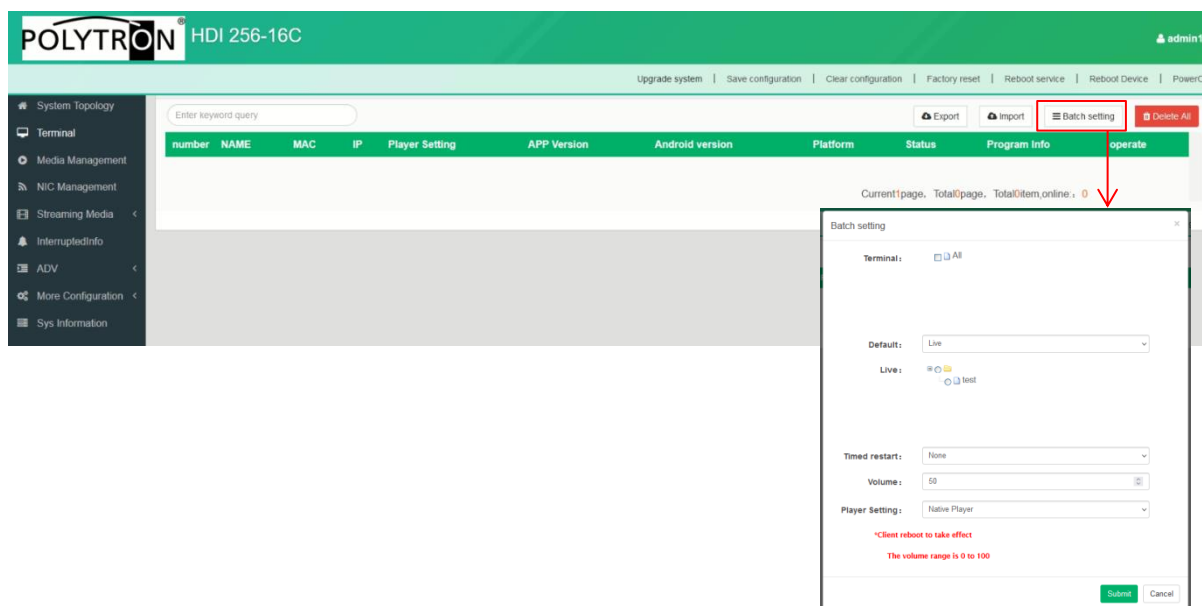 POLYTRON® HDI 256-16C
admin1
Upgrade system | Save configuration | Clear configuration | Factory reset | Reboot service | Reboot Device |
System Topology
Terminal
Media Management
NIC Management
Streaming Media
InterruptedInfo
ADV
More Configuration
Sys Information
Enter keyword query
Export Import Batch setting Delete All
number NAME MAC IP Player Setting APP Version Android version Platform Status Program Info operate
Current1page, Total0page, Total0item,online:: 0
Batch setting ×
Terminal: All
Default: Live
Live:
test
Timed restart: None
Volume: 50
Player Setting: Native Player
*Client reboot to take effect
The volume range is 0 to 100
Submit Cancel